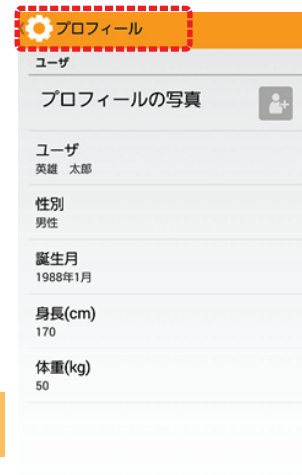 プロフィール
ユーザ
プロフィールの写真
ユーザ
英雄 太郎
性別
男性
誕生月
1988年1月
身長(cm)
170
体重(kg)
50